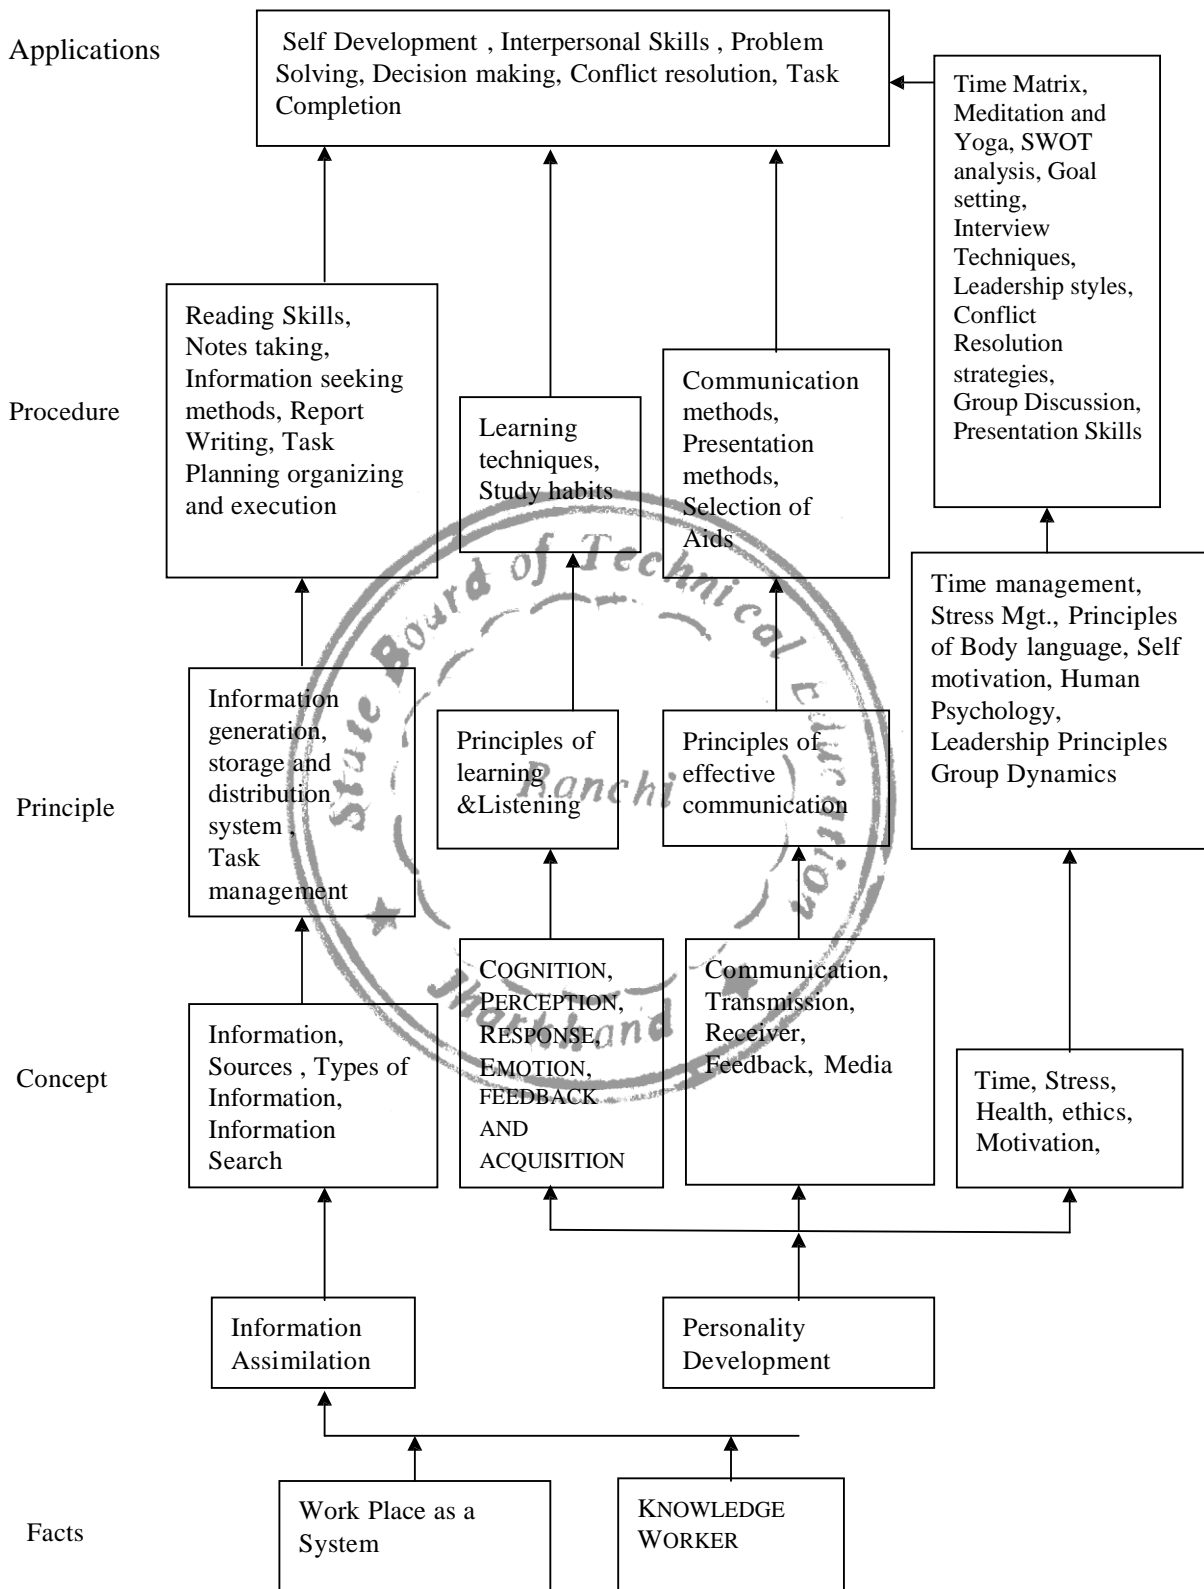 Applications
Self Development , Interpersonal Skills , Problem
Solving, Decision making, Conflict resolution, Task
Completion
Time Matrix,
Meditation and
Yoga, SWOT
analysis, Goal
setting,
Interview
Techniques,
Leadership styles,
Conflict
Resolution
strategies,
Group Discussion,
Presentation Skills
Procedure
Reading Skills,
Notes taking,
Information seeking
methods, Report
Writing, Task
Planning organizing
and execution
Learning
techniques,
Study habits
Communication
methods,
Presentation
methods,
Selection of
Aids
Principle
Information
generation,
storage and
distribution
system ,
Task
management
Principles of
learning
&Listening
Principles of
effective
communication
Time management,
Stress Mgt., Principles
of Body language, Self
motivation, Human
Psychology,
Leadership Principles
Group Dynamics
State Board of Technical Education
Ranchi
Jharkhand
Concept
Information,
Sources , Types of
Information,
Information
Search
COGNITION,
PERCEPTION,
RESPONSE,
EMOTION,
FEEDBACK
AND
ACQUISITION
Communication,
Transmission,
Receiver,
Feedback, Media
Time, Stress,
Health, ethics,
Motivation,
Information
Assimilation
Personality
Development
Facts
Work Place as a
System
KNOWLEDGE
WORKER